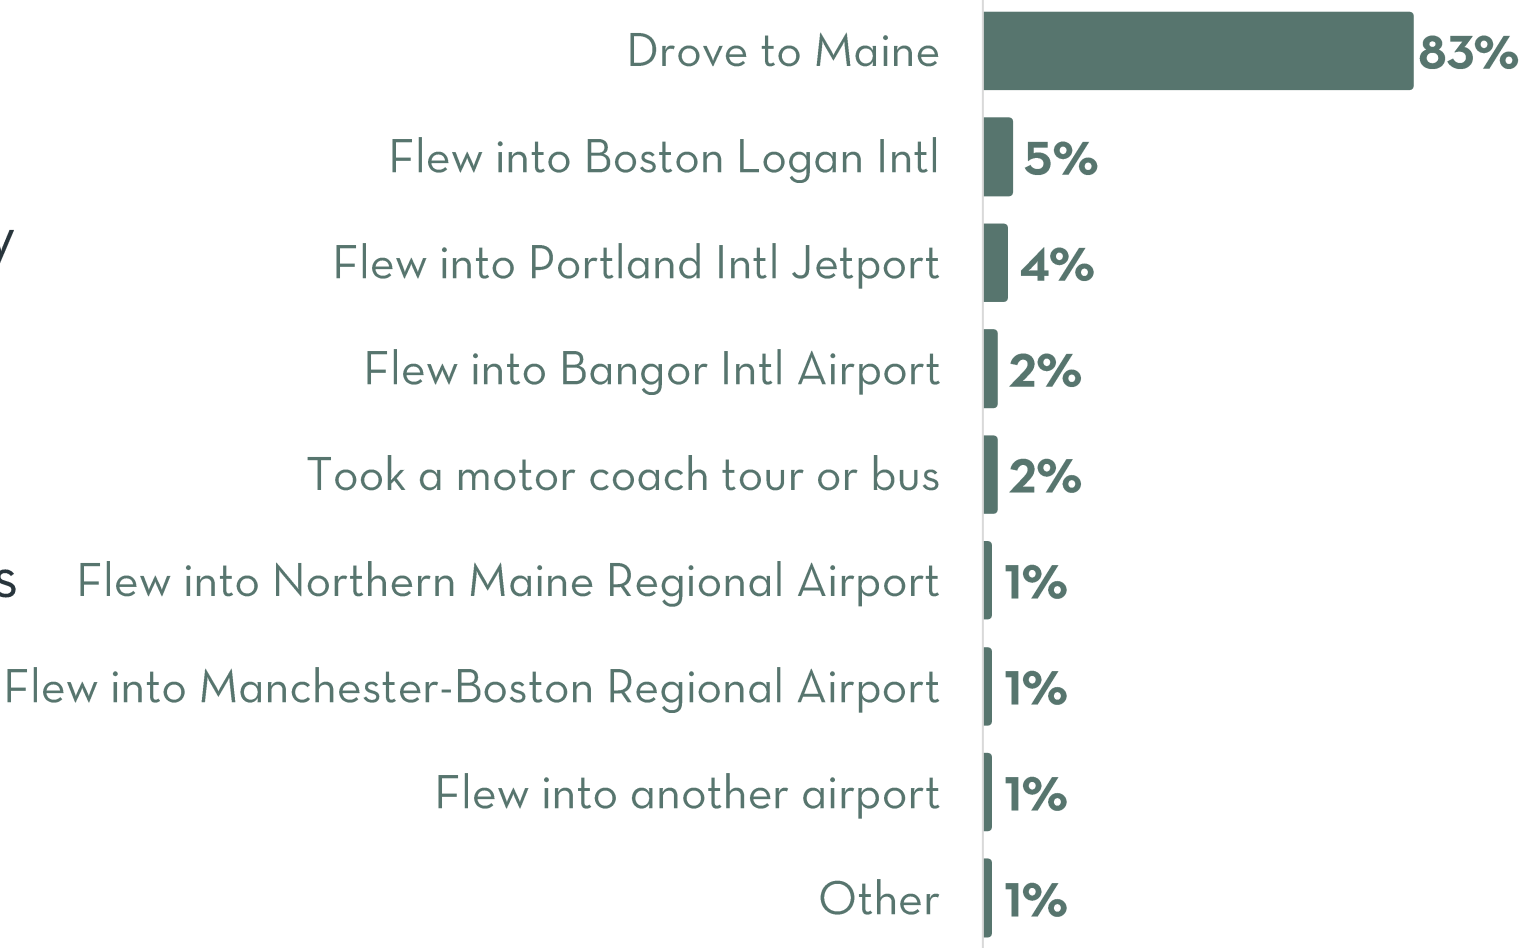 Drove to Maine 83%
Flew into Boston Logan Intl 5%
y
Flew into Portland Intl Jetport 4%
Flew into Bangor Intl Airport 2%
Took a motor coach tour or bus 2%
s Flew into Northern Maine Regional Airport 1%
Flew into Manchester-Boston Regional Airport 1%
Flew into another airport 1%
Other 1%